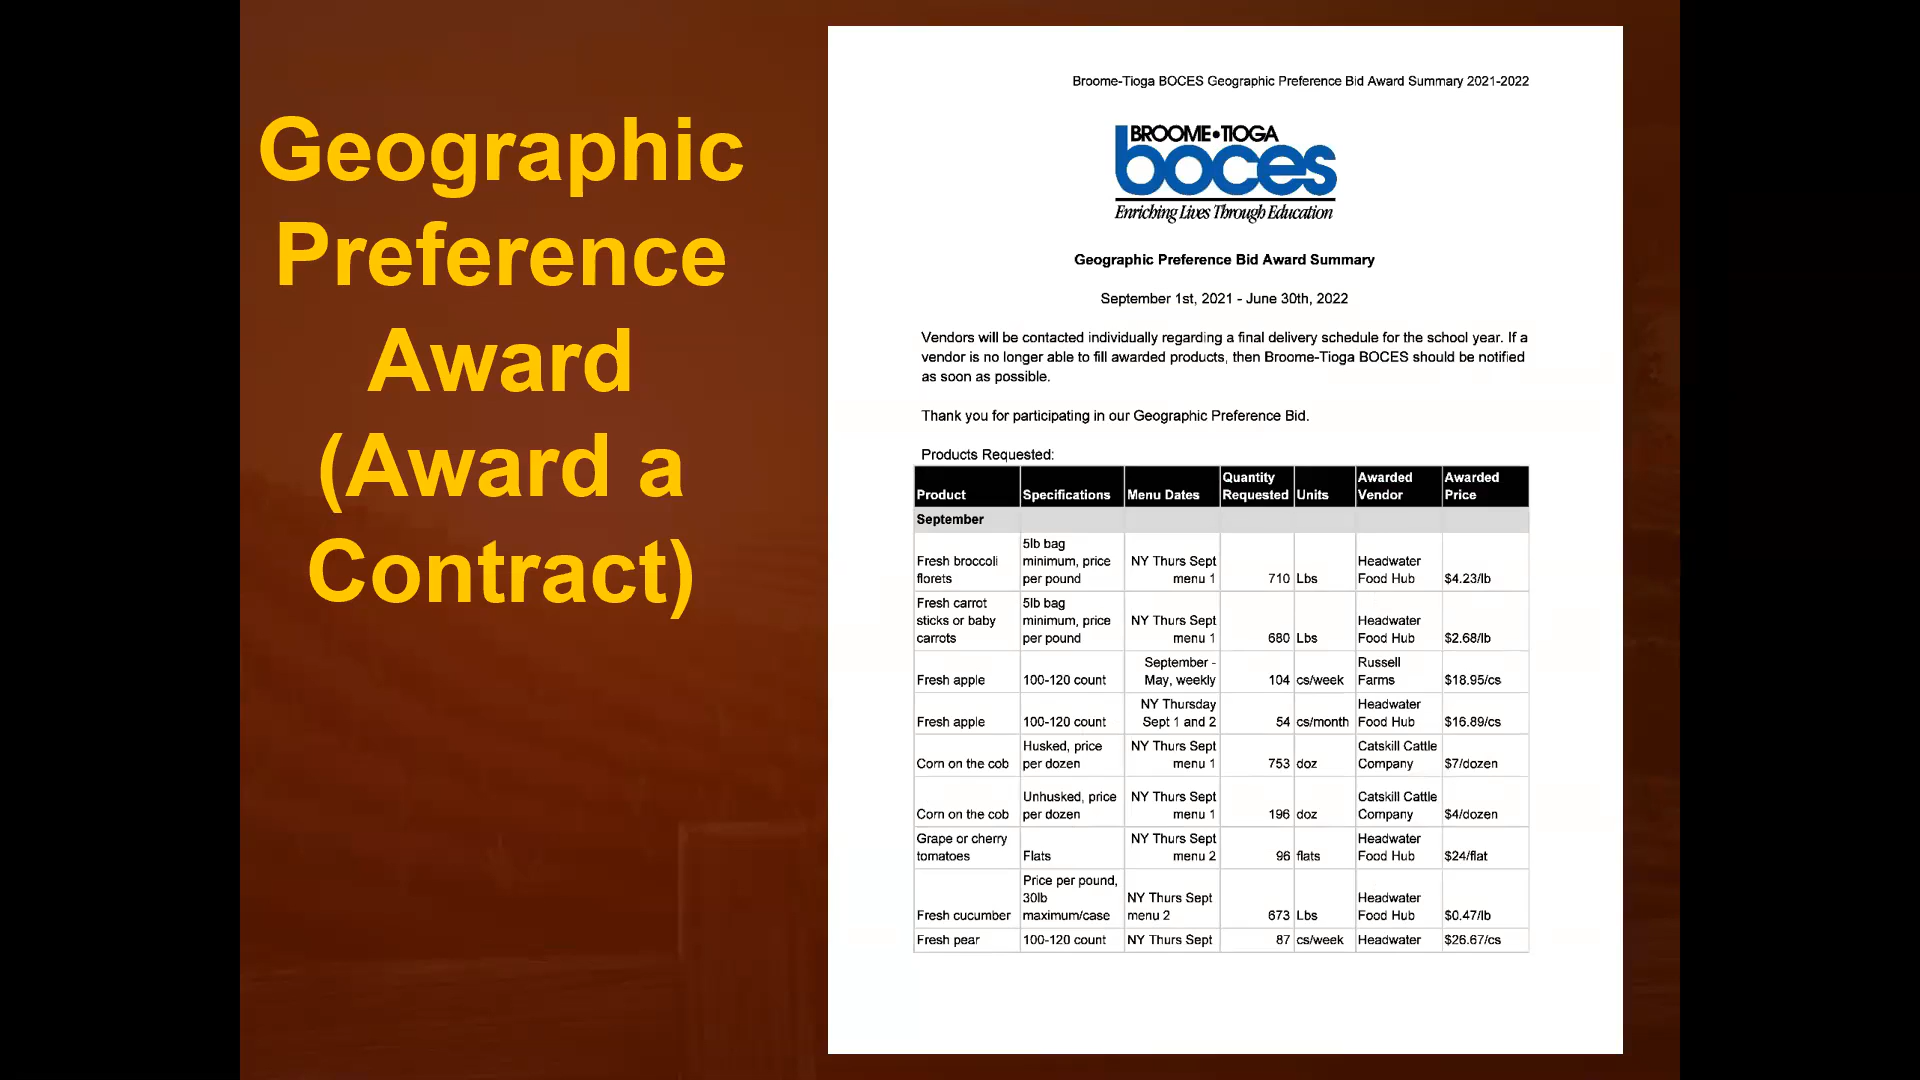 Geographic
Preference
Award
(Award a
Contract)
Broome-Tioga BOCES Geographic Preference Bid Award Summary 2021-2022
BROOME•TIOGA
boces
Enriching Lives Through Education
Geographic Preference Bid Award Summary
September 1st, 2021 - June 30th, 2022
Vendors will be contacted individually regarding a final delivery schedule for the school year. If a
vendor is no longer able to fill awarded products, then Broome-Tioga BOCES should be notified
as soon as possible.
Thank you for participating in our Geographic Preference Bid.
Products Requested:
Product Specifications Menu Dates Quantity Requested Units Awarded Vendor Awarded Price
September
Fresh broccoli florets 5lb bag minimum, price per pound NY Thurs Sept menu 1 710 Lbs Headwater Food Hub $4.23/lb
Fresh carrot sticks or baby carrots 5lb bag minimum, price per pound NY Thurs Sept menu 1 680 Lbs Headwater Food Hub $2.68/lb
Fresh apple 100-120 count September - May, weekly 104 cs/week Russell Farms $18.95/cs
Fresh apple 100-120 count NY Thursday Sept 1 and 2 54 cs/month Headwater Food Hub $16.89/cs
Corn on the cob Husked, price per dozen NY Thurs Sept menu 1 753 doz Catskill Cattle Company $7/dozen
Corn on the cob Unhusked, price per dozen NY Thurs Sept menu 1 196 doz Catskill Cattle Company $4/dozen
Grape or cherry tomatoes Flats NY Thurs Sept menu 2 96 flats Headwater Food Hub $24/flat
Fresh cucumber Price per pound, 30lb maximum/case NY Thurs Sept menu 2 673 Lbs Headwater Food Hub $0.47/lb
Fresh pear 100-120 count NY Thurs Sept 87 cs/week Headwater $26.67/cs